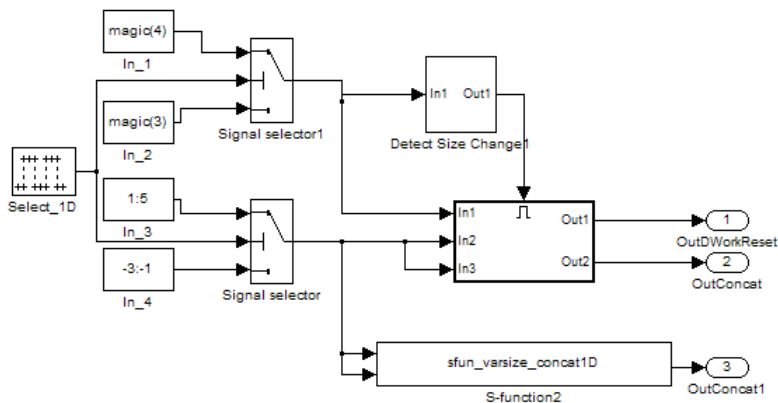 magic(4)
In_1
magic(3)
In_2
Signal selector1
In1
Out1
Detect Size Change1
Select_1D
1:5
In_3
-3:-1
In_4
Signal selector
In1
In2
In3
Out1
Out2
1
OutDWorkReset
2
OutConcat
sfun_varsize_concat1D
S-function2
3
OutConcat1